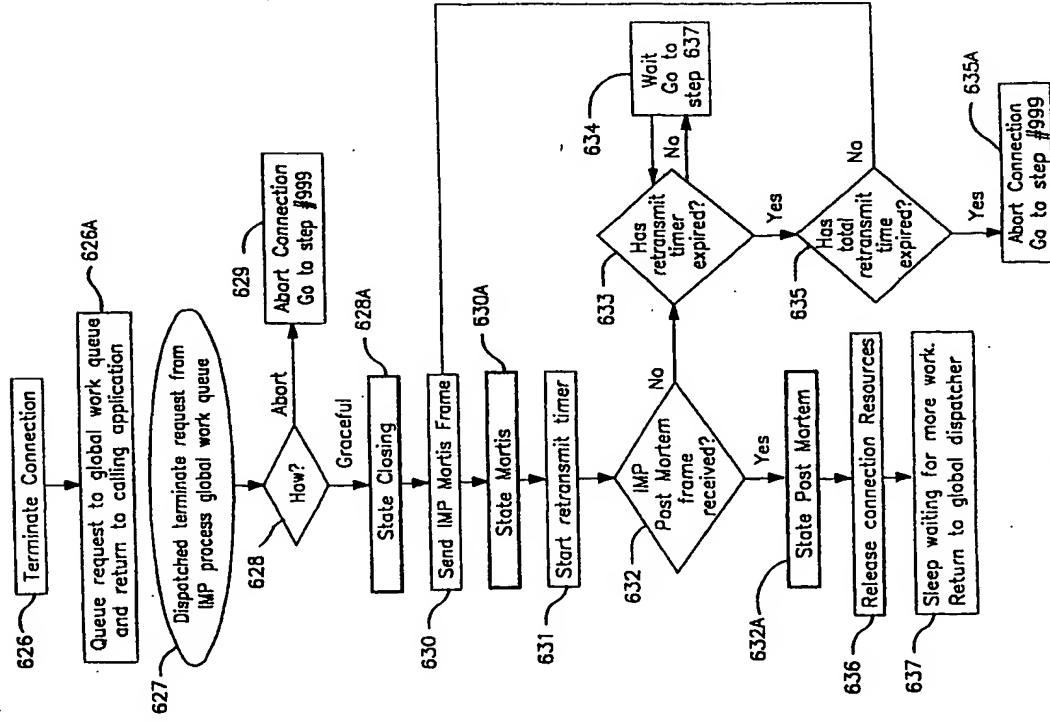 626
Terminate Connection
626A
Queue request to global work queue
and return to calling application
627
Dispatched terminate request from
IMP process global work queue
628
How?
Abort
629
Abort Connection
Go to step #999
Graceful
628A
State Closing
630
Send IMP Mortis Frame
630A
State Mortis
631
Start retransmit timer
632
IMP
Post Mortem
frame
received?
No
633
Has
retransmit
timer
expired?
No
634
Wait
Go to
step 637
Yes
635
Has
total
retransmit
time
expired?
No
Yes
635A
Abort Connection
Go to step #999
Yes
632A
State Post Mortem
636
Release to connection Resources
637
Sleep waiting for more work.
Return to global dispatcher